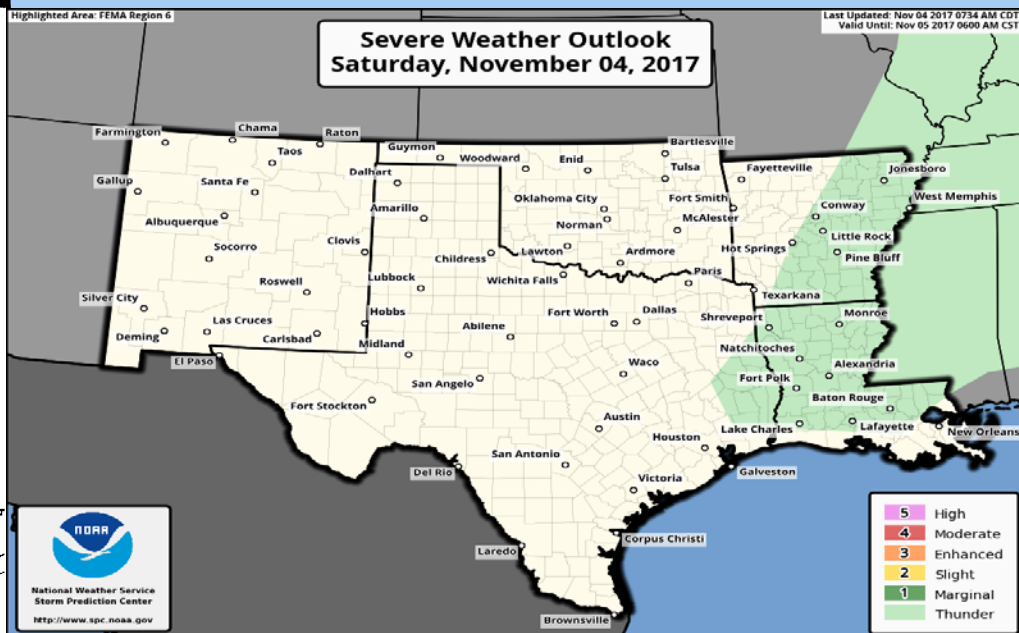 Highlighted Area: FEMA Region 6
Last Updated: Nov 04 2017 0734 AM CDT
Valid Until: Nov 05 2017 0600 AM CST
Severe Weather Outlook
Saturday, November 04, 2017
Farmington
Chama
Raton
Taos
Guymon
Woodward
Enid
Bartlesville
Dalhart
Tulsa
Fayetteville
Jonesboro
Gallup
Santa Fe
Amarillo
Oklahoma City
Fort Smith
Conway
West Memphis
Albuquerque
Norman
McAlester
Little Rock
Socorro
Clovis
Childress
Lawton
Ardmore
Hot Springs
Pine Bluff
Roswell
Lubbock
Wichita Falls
Paris
Texarkana
Silver City
Las Cruces
Hobbs
Abilene
Fort Worth
Dallas
Shreveport
Monroe
Deming
Carlsbad
Midland
Natchitoches
El Paso
San Angelo
Waco
Fort Polk
Alexandria
Fort Stockton
Austin
Baton Rouge
Lake Charles
Lafayette
New Orleans
Houston
Del Rio
San Antonio
Galveston
Victoria
Laredo
Corpus Christi
Brownsville
NOAA
National Weather Service
Storm Prediction Center
http://www.spc.noaa.gov
5 High
4 Moderate
3 Enhanced
2 Slight
1 Marginal
Thunder